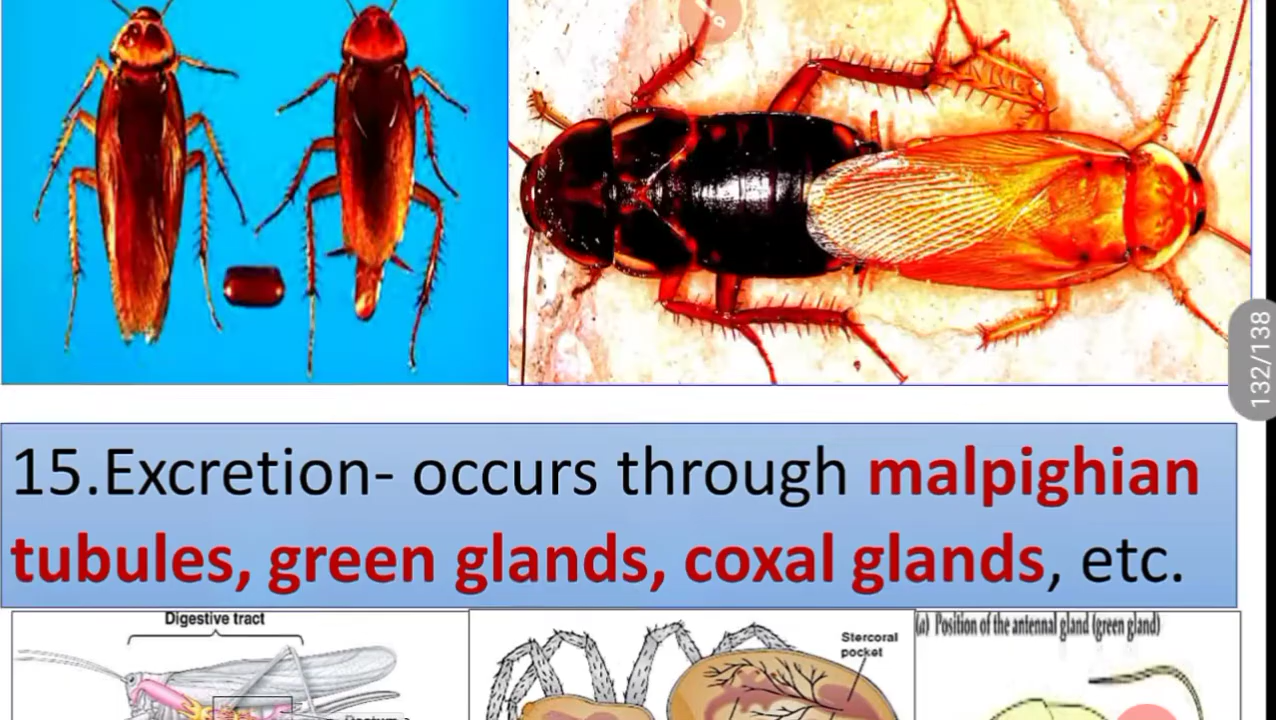 132/138
15.Excretion- occurs through malpighian
tubules, green glands, coxal glands, etc.
Digestive tract
Stercoral
pocket
(a) Position of the antennal gland (green gland)